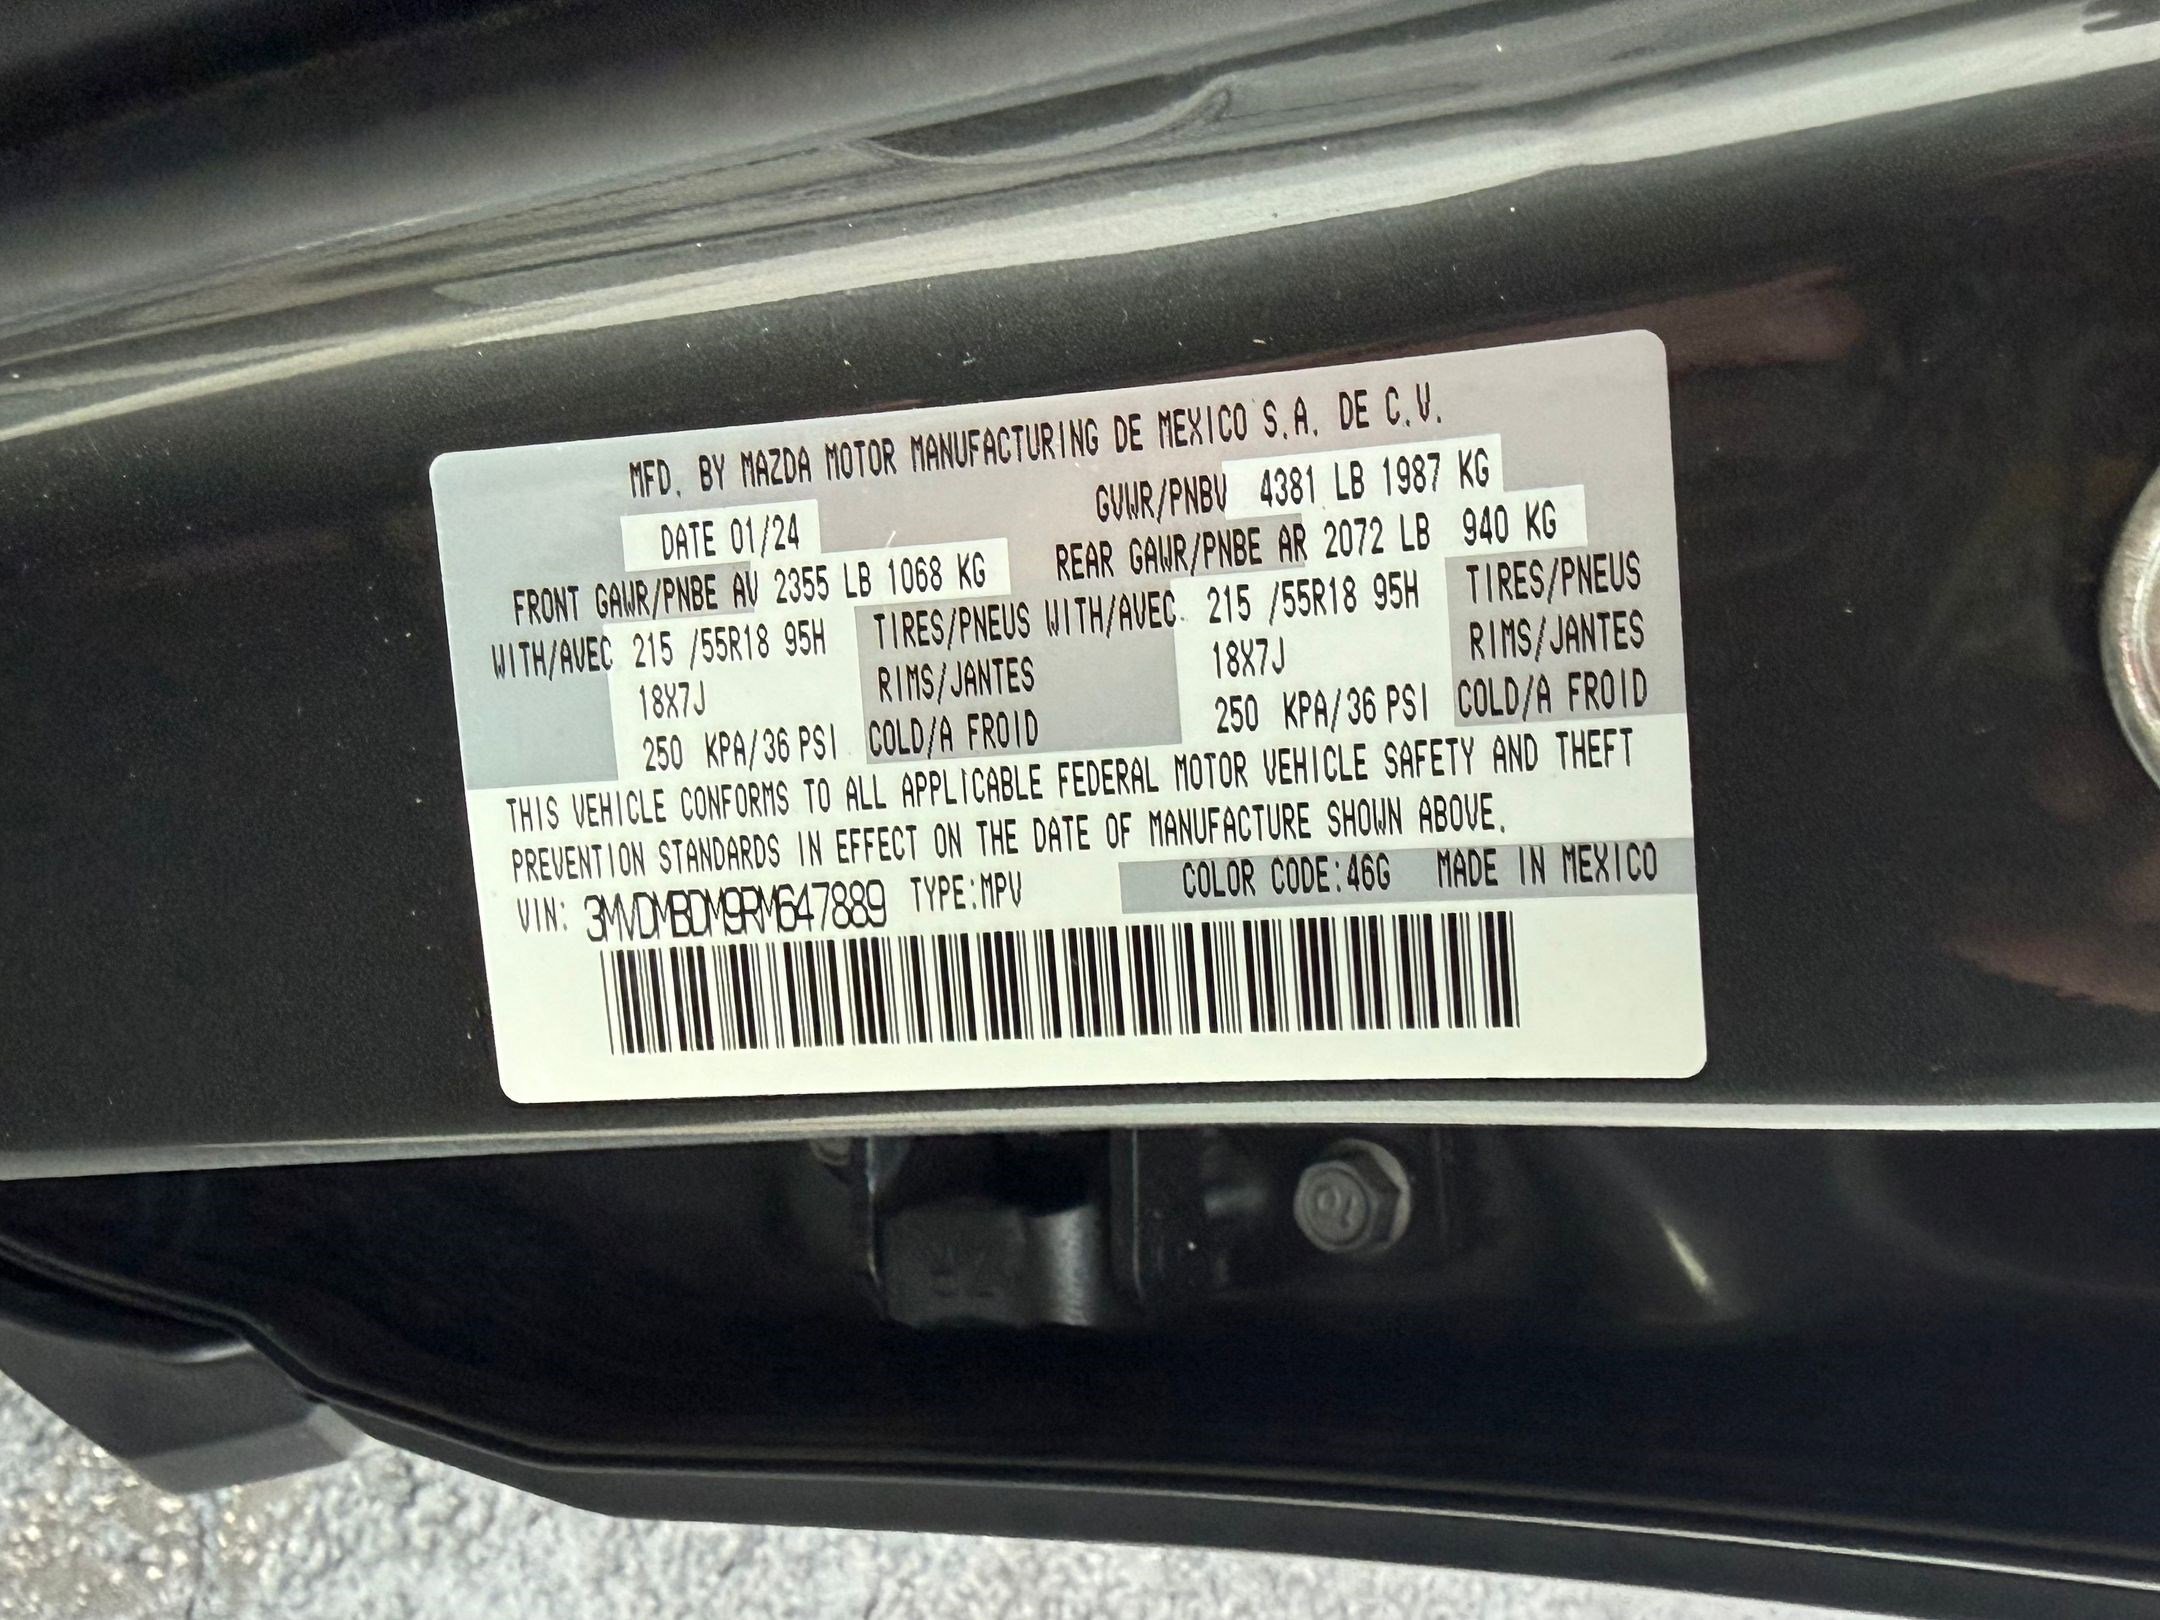 MFD. BY MAZDA MOTOR MANUFACTURING DE MEXICO S.A. DE C.V.
DATE 01/24 GVWR/PNBV 4381 LB 1987 KG
FRONT GAWR/PNBE AV 2355 LB 1068 KG REAR GAWR/PNBE AR 2072 LB 940 KG
WITH/AVEC 215 /55R18 95H TIRES/PNEUS WITH/AVEC 215 /55R18 95H TIRES/PNEUS
18X7J RIMS/JANTES 18X7J RIMS/JANTES
250 KPA/36 PSI COLD/A FROID 250 KPA/36 PSI COLD/A FROID
THIS VEHICLE CONFORMS TO ALL APPLICABLE FEDERAL MOTOR VEHICLE SAFETY AND THEFT
PREVENTION STANDARDS IN EFFECT ON THE DATE OF MANUFACTURE SHOWN ABOVE.
VIN: 3MVDMBDM9RM647889 TYPE:MPV COLOR CODE:46G MADE IN MEXICO